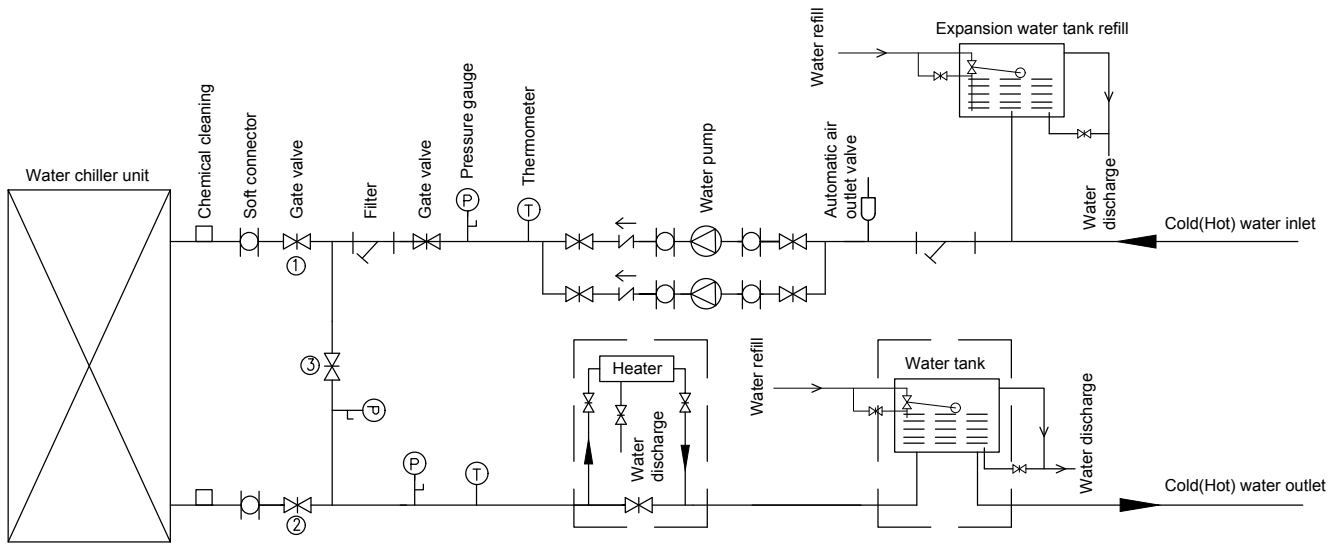 Expansion water tank refill
Water refill
Water discharge
Water chiller unit
Chemical cleaning
Soft connector
Gate valve
Filter
Gate valve
Pressure gauge
Thermometer
Water pump
Automatic air
outlet valve
P
T
Cold(Hot) water inlet
①
③
P
Heater
Water
discharge
Water refill
Water tank
Water discharge
P
T
②
Cold(Hot) water outlet